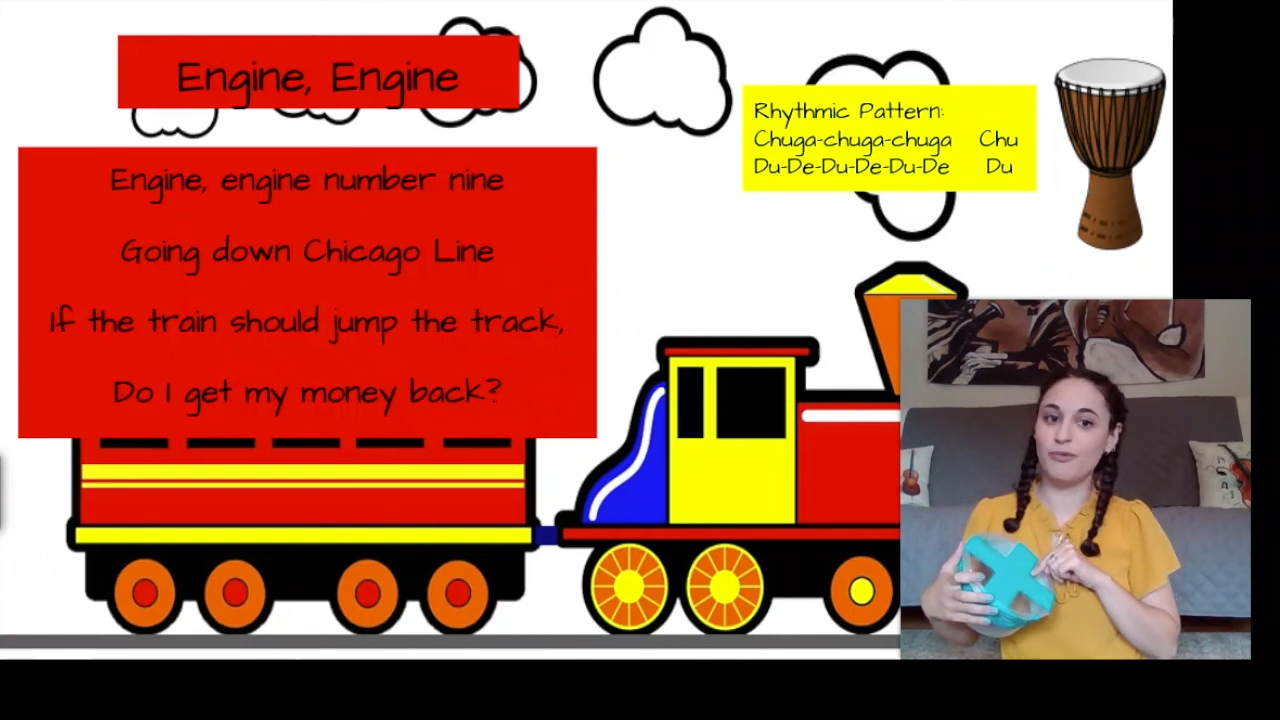 Engine, Engine
Engine, engine number nine
Going down Chicago Line
If the train should jump the track,
Do I get my money back?
Rhythmic Pattern:
Chuga-chuga-chuga Chu
Du-De-Du-De-Du-De Du